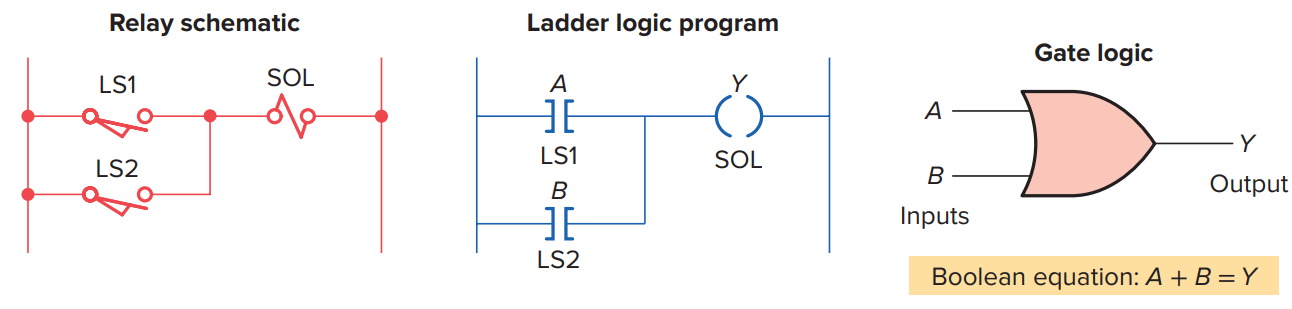 Relay schematic
LS1
SOL
LS2
Ladder logic program
A
Y
LS1
SOL
B
LS2
Gate logic
A
Y
B
Output
Inputs
Boolean equation: A + B = Y